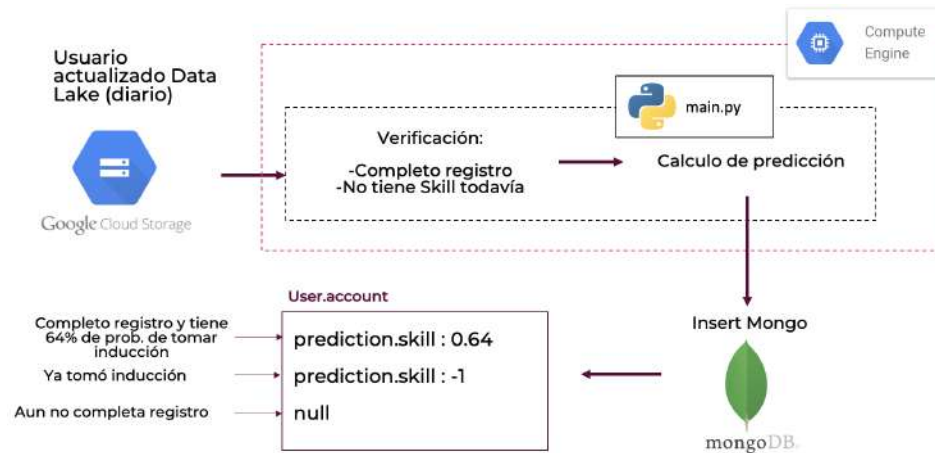 Usuario
actualizado Data
Lake (diario)
Google Cloud Storage
Compute
Engine
main.py
Verificación:
-Completo registro
-No tiene Skill todavía
Calculo de predicción
Insert Mongo
mongoDB.
User.account
Completo registro y tiene
64% de prob. de tomar
inducción
prediction.skill : 0.64
Ya tomó inducción
prediction.skill : -1
Aun no completa registro
null